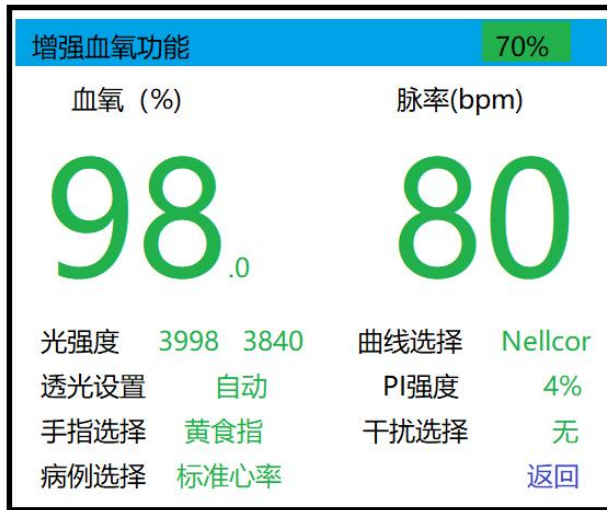 增强血氧功能 70%
血氧 (%) 脉率(bpm)
98.0 80
光强度 3998 3840 曲线选择 Nellcor
透光设置 自动 PI强度 4%
手指选择 黄食指 干扰选择 无
病例选择 标准心率 返回